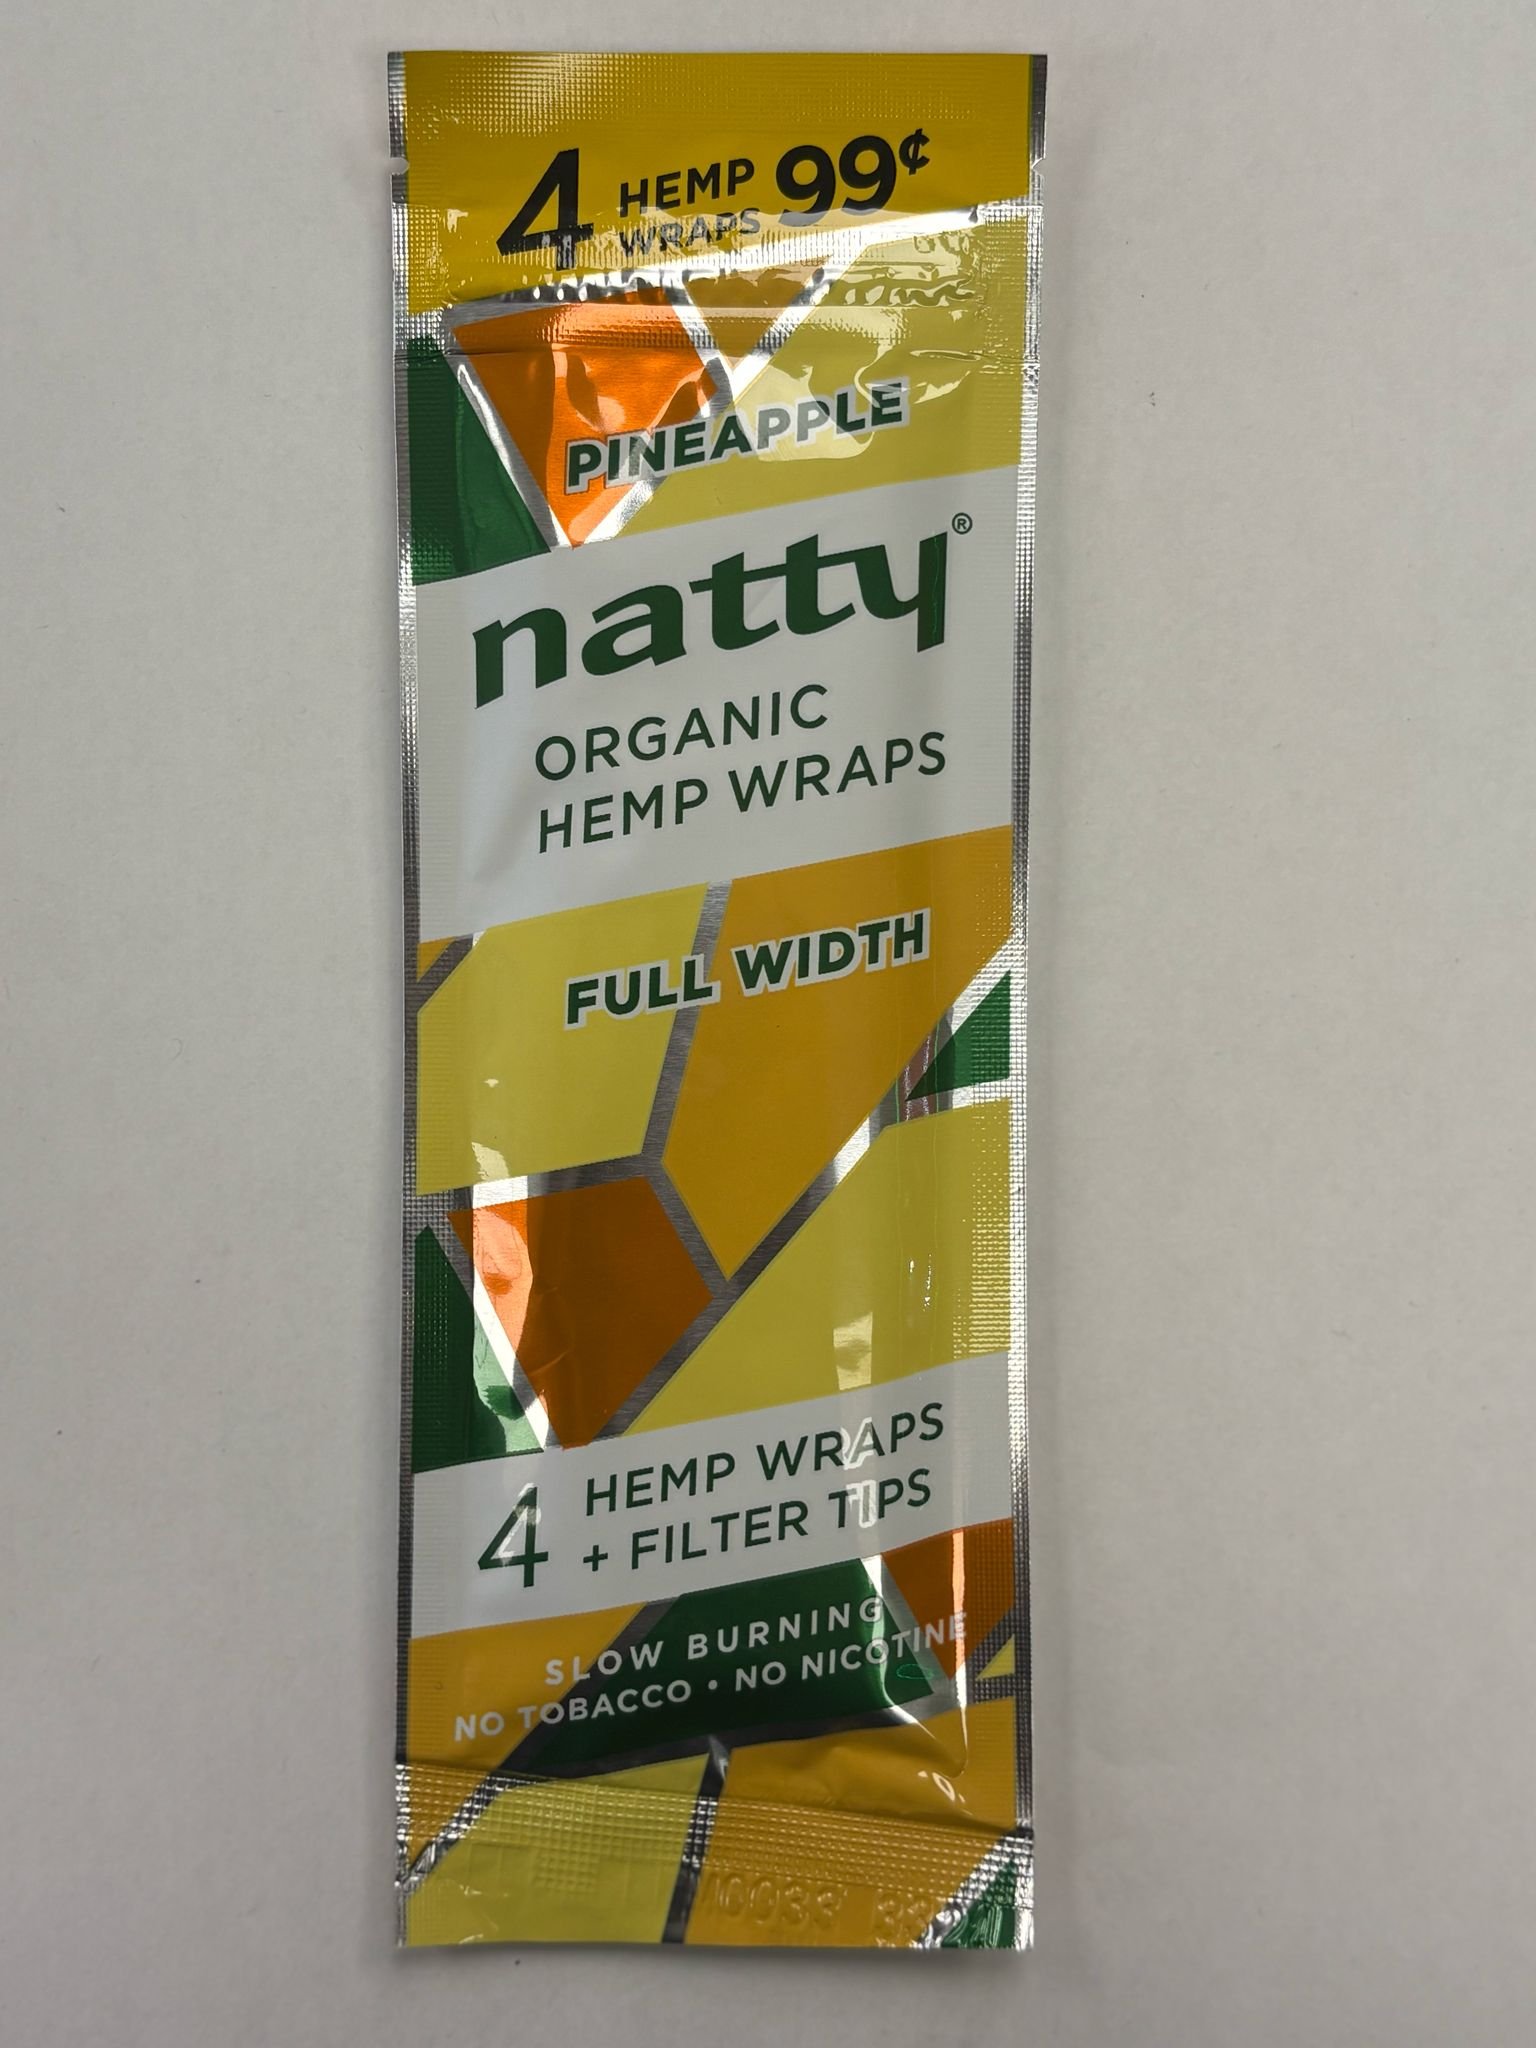 4 HEMP WRAPS 99¢
PINEAPPLE
natty®
ORGANIC
HEMP WRAPS
FULL WIDTH
4 HEMP WRAPS
+ FILTER TIPS
SLOW BURNING
NO TOBACCO • NO NICOTINE